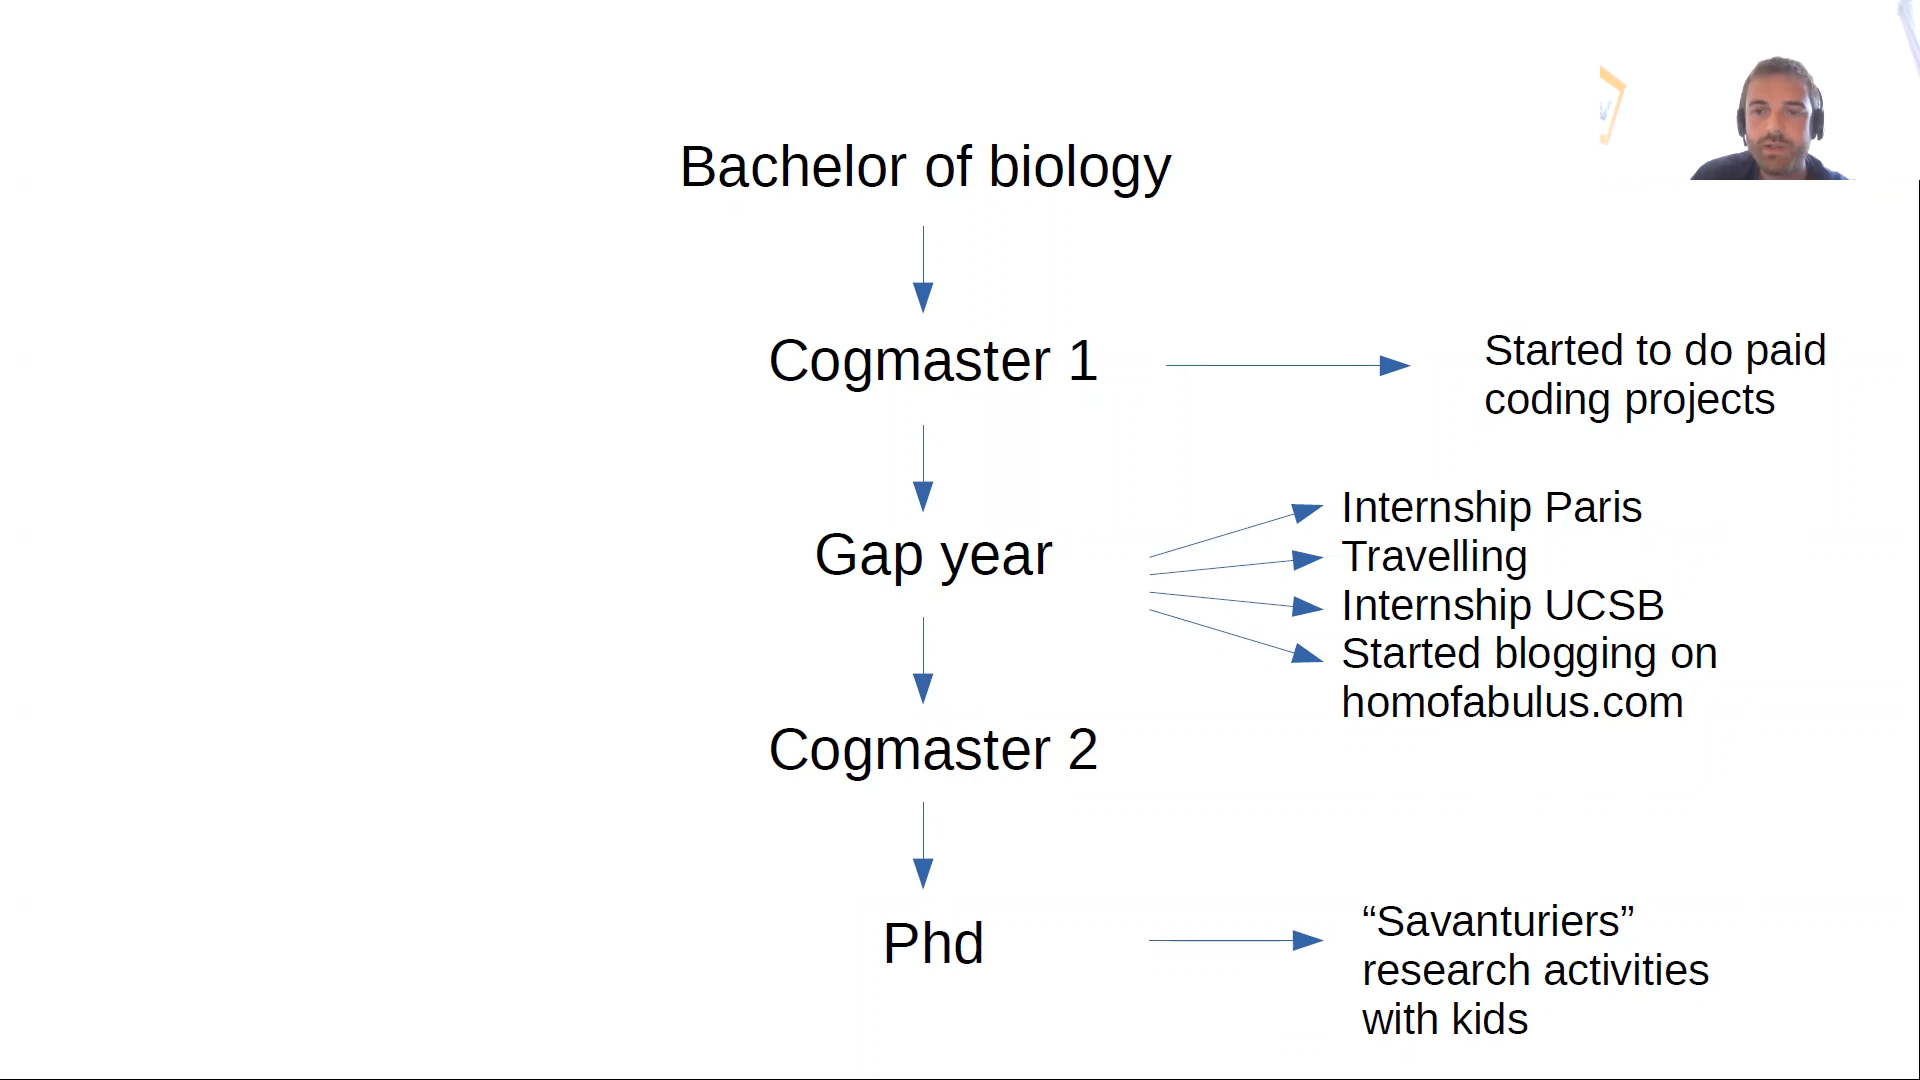 Bachelor of biology
Cogmaster 1
Started to do paid
coding projects
Gap year
Internship Paris
Travelling
Internship UCSB
Started blogging on
homofabulus.com
Cogmaster 2
Phd
“Savanturiers”
research activities
with kids